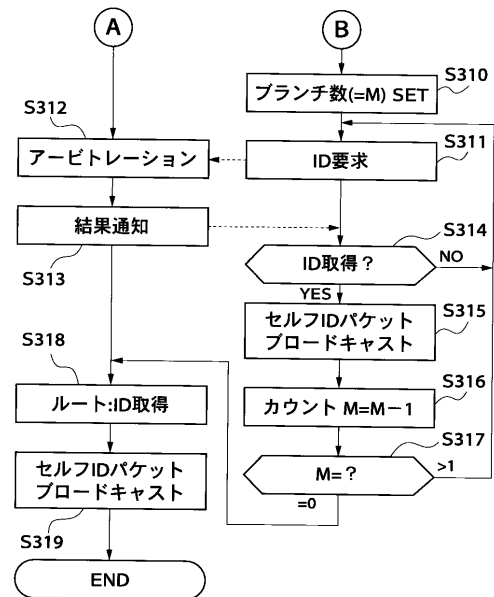 A
B
S310
ブランチ数(=M) SET
S312
S311
アービトレーション
ID要求
結果通知
S313
S314
ID取得？
NO
YES
S315
セルフIDパケット
ブロードキャスト
S318
S316
ルート:ID取得
カウント M=M－1
S317
セルフIDパケット
ブロードキャスト
M=？
>1
=0
S319
END